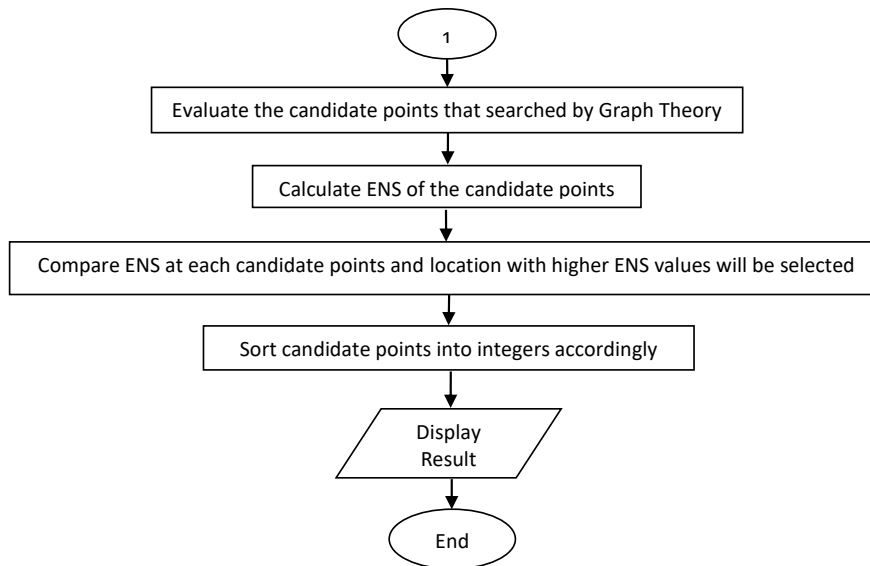 1
Evaluate the candidate points that searched by Graph Theory
Calculate ENS of the candidate points
Compare ENS at each candidate points and location with higher ENS values will be selected
Sort candidate points into integers accordingly
Display
Result
End